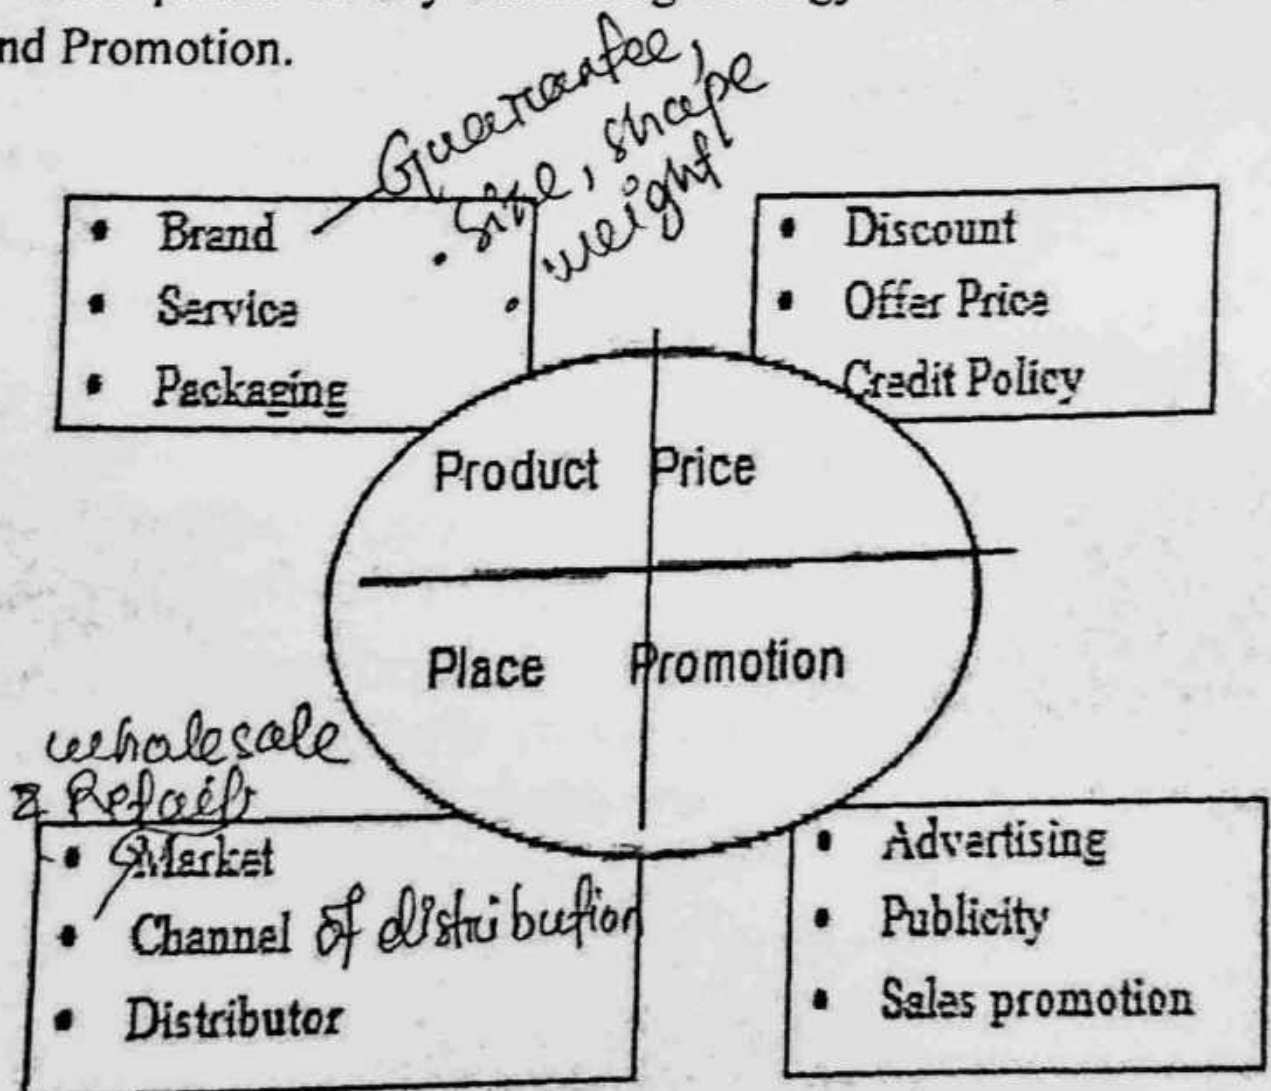 nd Promotion.
Guarantee,
• Size, shape
• weight
• Brand
• Service
• Packaging
• Discount
• Offer Price
Credit Policy
Product Price
Place Promotion
wholesale
& Retail
• Market
• Channel of distribution
• Distributor
• Advertising
• Publicity
• Sales promotion